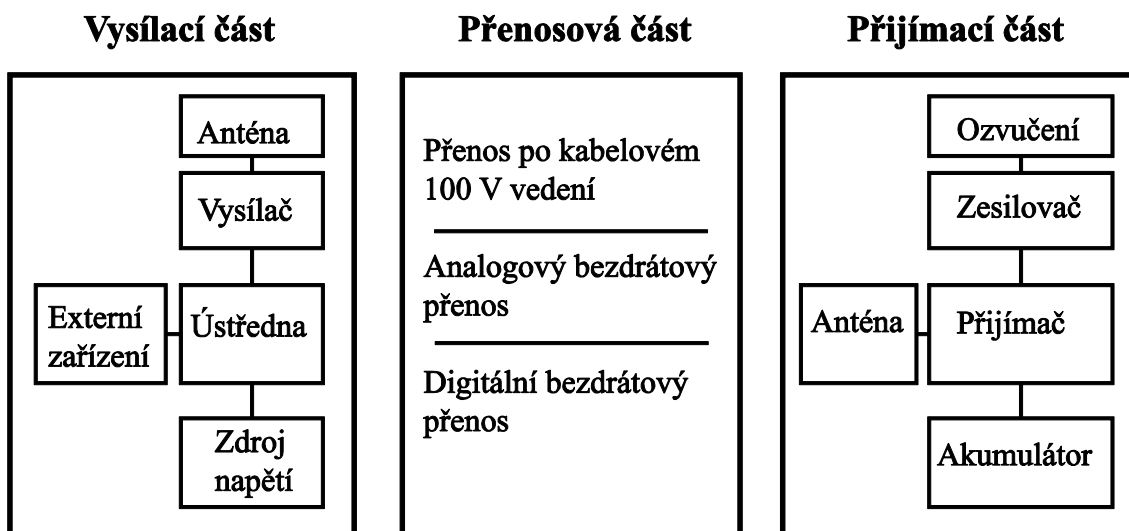 Vysílací část
Anténa
Vysílač
Externí
zařízení
Ústředna
Zdroj
napětí
Přenosová část
Přenos po kabelovém
100 V vedení
Analogový bezdrátový
přenos
Digitální bezdrátový
přenos
Přijímací část
Ozvučení
Zesilovač
Anténa
Přijímač
Akumulátor